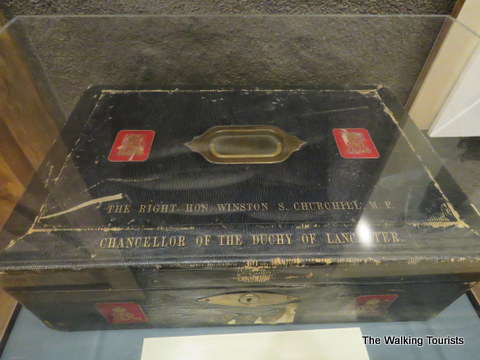 THE RIGHT HON. WINSTON S. CHURCHILL, M.P.
CHANCELLOR OF THE DUCHY OF LANCASTER.
The Walking Tourists